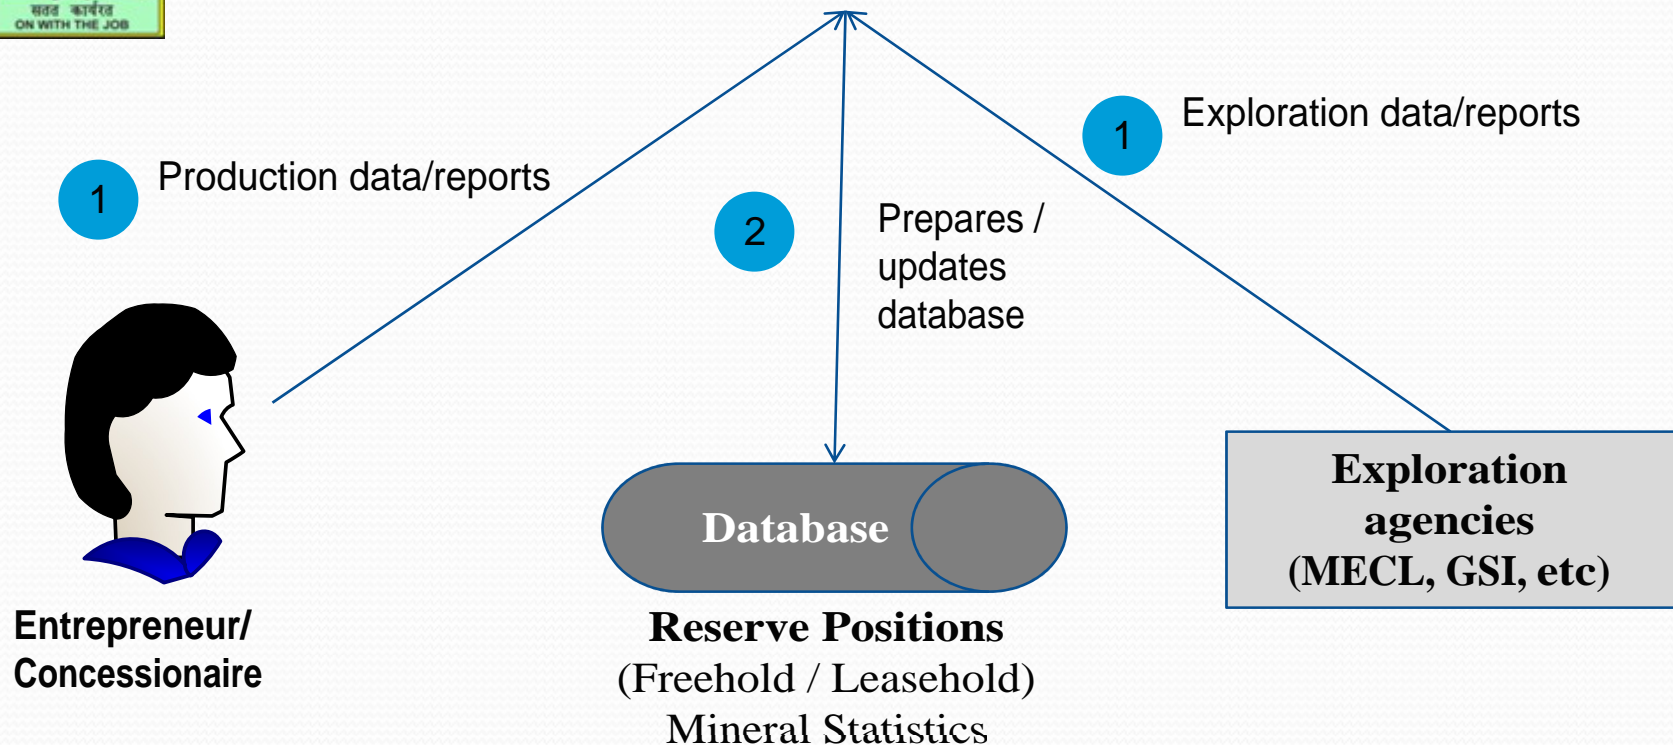 सतत कार्यरत
ON WITH THE JOB
1
Exploration data/reports
1
Production data/reports
2
Prepares /
updates
database
Database
Exploration
agencies
(MECL, GSI, etc)
Entrepreneur/
Concessionaire
Reserve Positions
(Freehold / Leasehold)
Mineral Statistics